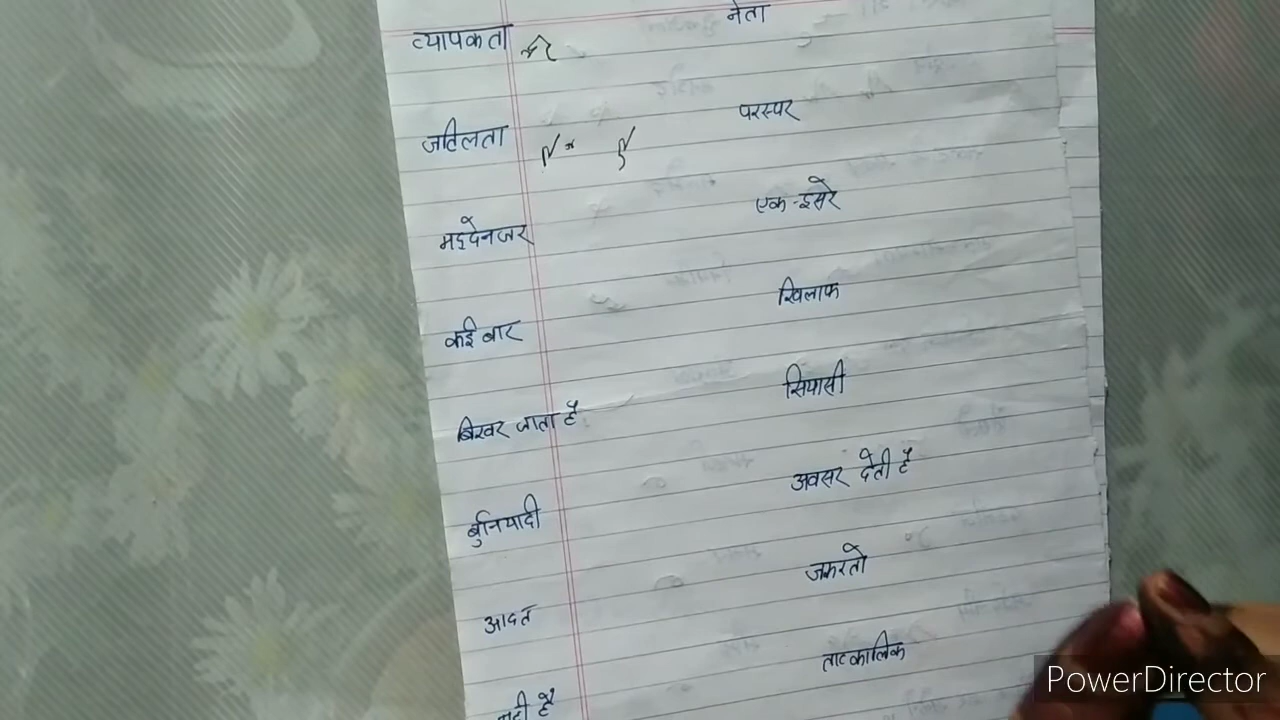 नेता
व्यापकता
परस्पर
जटिलता
एक-दूसरे
मद्देनजर
खिलाफ
कई बार
सियासी
बिखर जाता है
अवसर देती है
बुनियादी
जरूरतो
आदत
तात्कालिक
है
PowerDirector